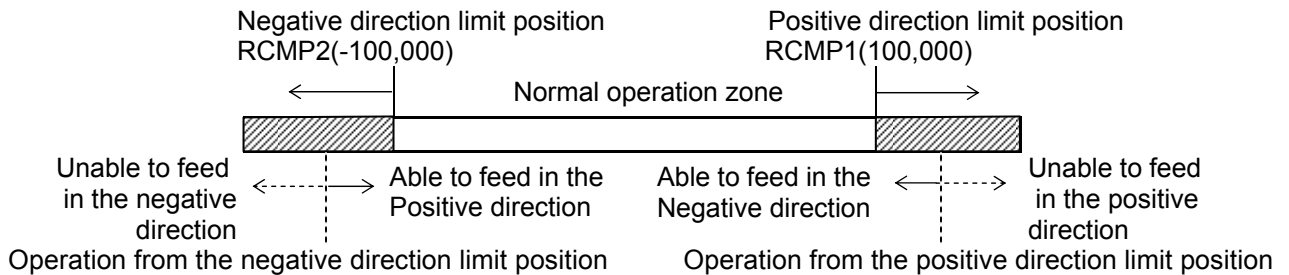 Negative direction limit position
RCMP2(-100,000)
Positive direction limit position
RCMP1(100,000)
Normal operation zone
Unable to feed
in the negative
direction
Able to feed in the
Positive direction
Able to feed in the
Negative direction
Unable to feed
in the positive
direction
Operation from the negative direction limit position
Operation from the positive direction limit position